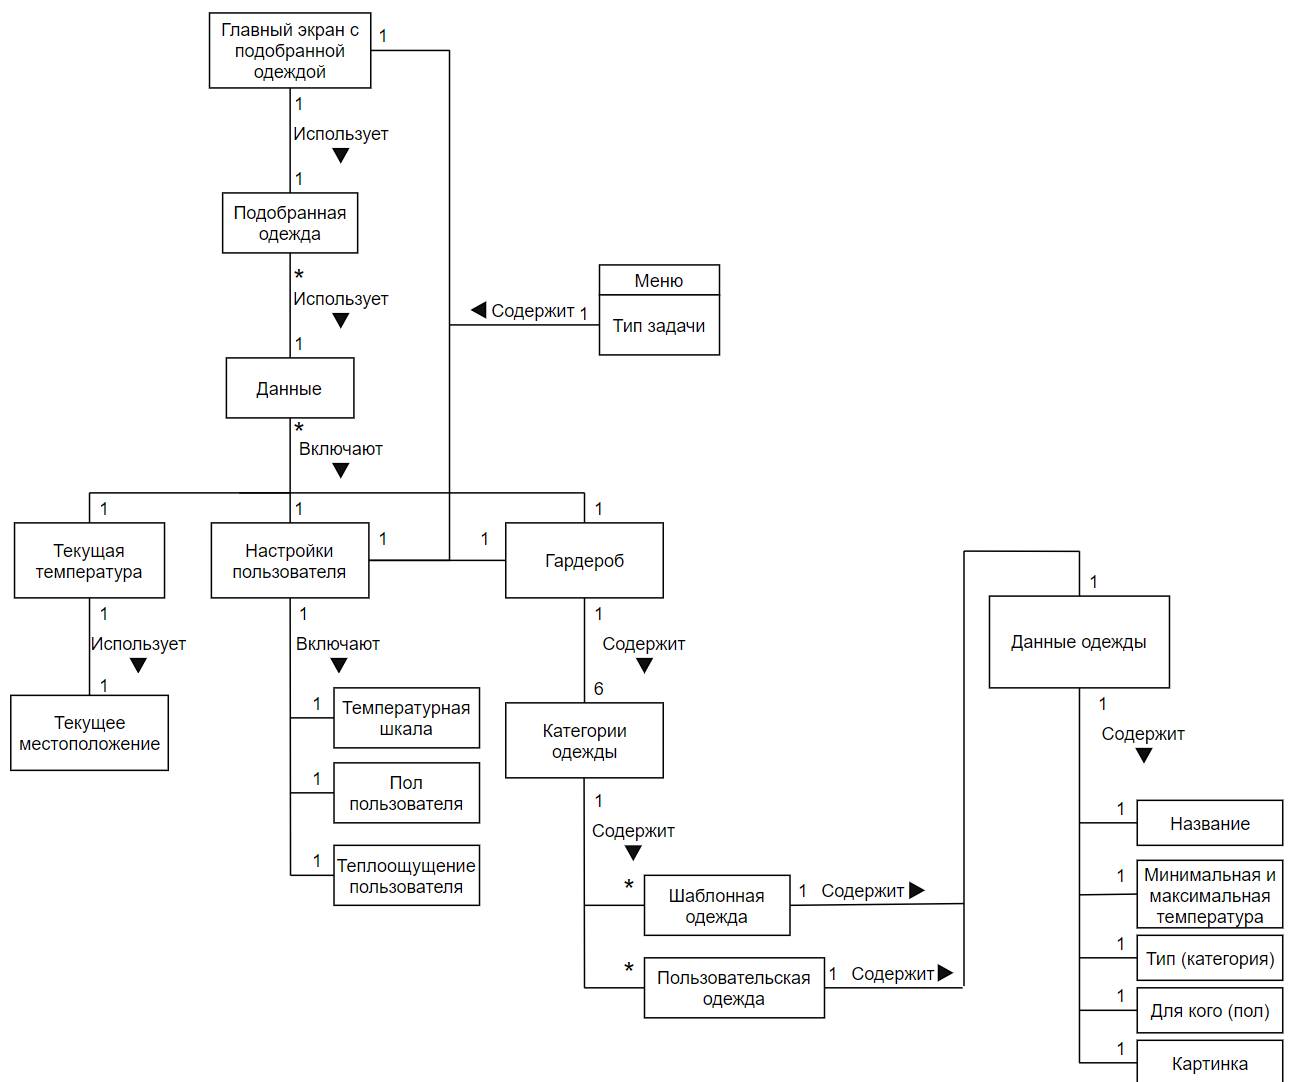 Главный экран с
подобранной
одеждой
1
1
Использует
1
Подобранная
одежда
*
Использует
1
Меню
Содержит 1
Тип задачи
Данные
*
Включают
1
1
1
Текущая
температура
Настройки
пользователя
1
1
Гардероб
1
Использует
1
Текущее
местоположение
1
Включают
1
Температурная
шкала
1
Пол
пользователя
1
Теплоощущение
пользователя
1
Содержит
6
Категории
одежды
1
Содержит
*
Шаблонная
одежда
1 Содержит
*
Пользовательская
одежда
1 Содержит
1
Данные одежды
1
Содержит
1
Название
1
Минимальная и
максимальная
температура
1
Тип (категория)
1
Для кого (пол)
1
Картинка